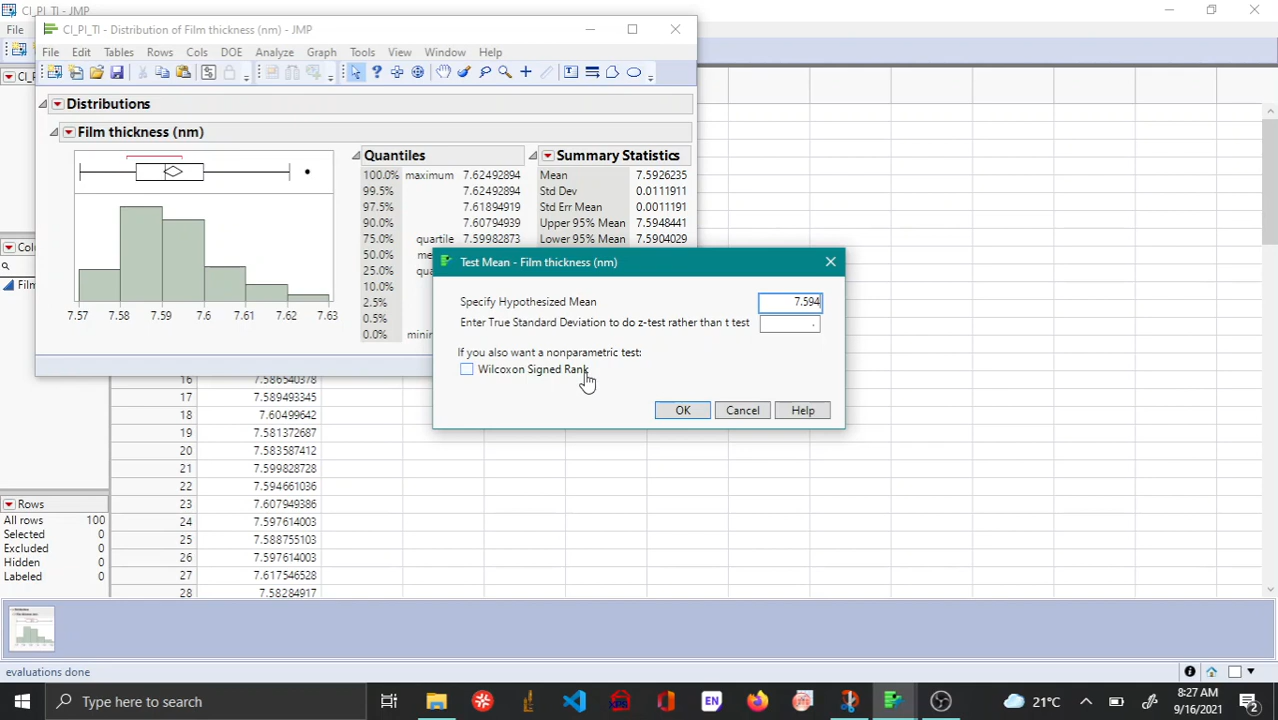 CI_PI_TI - JMP
File
CI_PI_TI - Distribution of Film thickness (nm) - JMP
File Edit Tables Rows Cols DOE Analyze Graph Tools View Window Help
Distributions
Film thickness (nm)
7.57 7.58 7.59 7.6 7.61 7.62 7.63
Quantiles
100.0% maximum 7.62492894
99.5% 7.62492894
97.5% 7.61894919
90.0% 7.60794939
75.0% quartile 7.59982873
50.0% me
25.0% qua
10.0%
2.5%
0.5%
0.0% mini
Summary Statistics
Mean 7.5926235
Std Dev 0.0111911
Std Err Mean 0.0011191
Upper 95% Mean 7.5948441
Lower 95% Mean 7.5904029
Test Mean - Film thickness (nm)
Specify Hypothesized Mean 7.594
Enter True Standard Deviation to do z-test rather than t test .
If you also want a nonparametric test:
Wilcoxon Signed Rank
OK Cancel Help
CI_P
Colu
Film
16 7.586540378
17 7.589493345
18 7.60499642
19 7.581372687
20 7.583587412
21 7.599828728
22 7.594661036
23 7.607949386
24 7.597614003
25 7.588755103
26 7.597614003
27 7.617546528
28 7.58284917
Rows
All rows 100
Selected 0
Excluded 0
Hidden 0
Labeled 0
evaluations done
Type here to search
EN
21°C
8:27 AM
9/16/2021
2